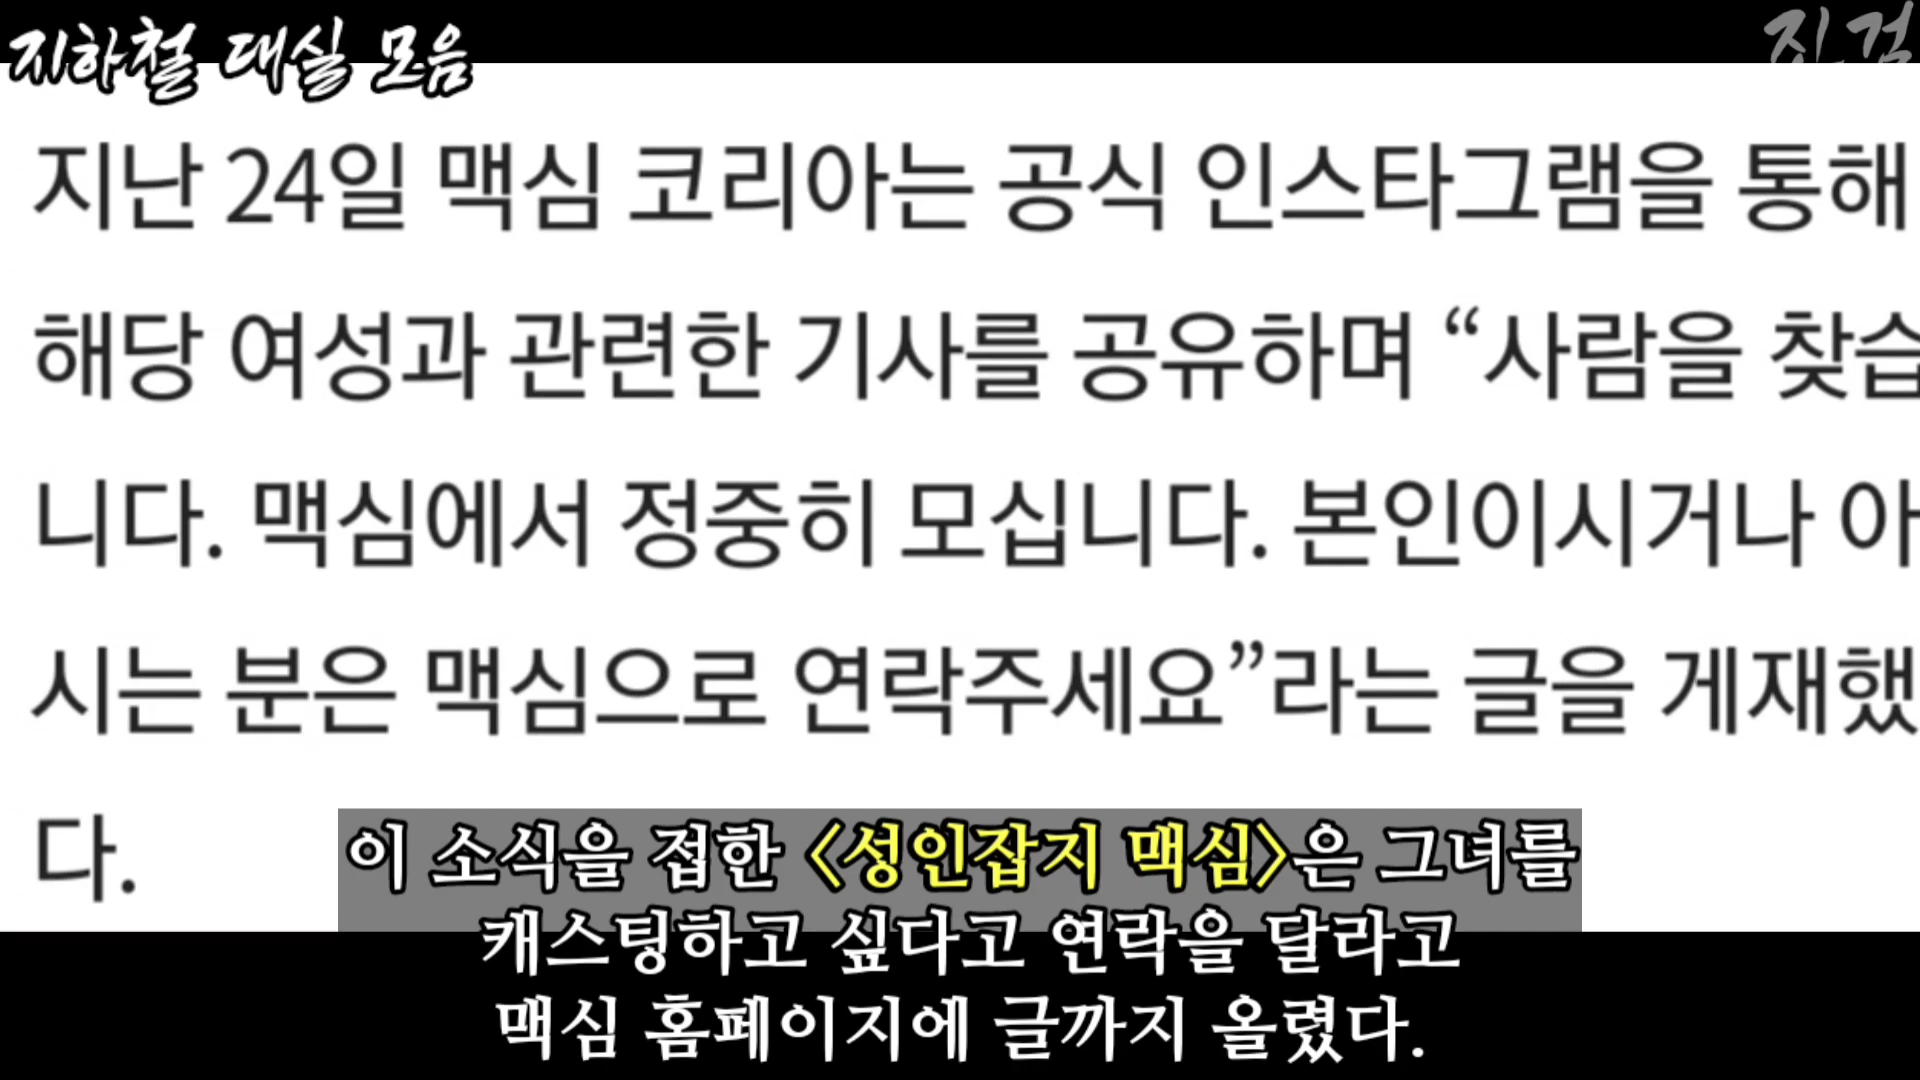 지하철 대실 모음
진검
지난 24일 맥심 코리아는 공식 인스타그램을 통해
해당 여성과 관련한 기사를 공유하며 “사람을 찾습
니다. 맥심에서 정중히 모십니다. 본인이시거나 아
시는 분은 맥심으로 연락주세요”라는 글을 게재했
다.
이 소식을 접한 <성인잡지 맥심>은 그녀를
캐스팅하고 싶다고 연락을 달라고
맥심 홈페이지에 글까지 올렸다.